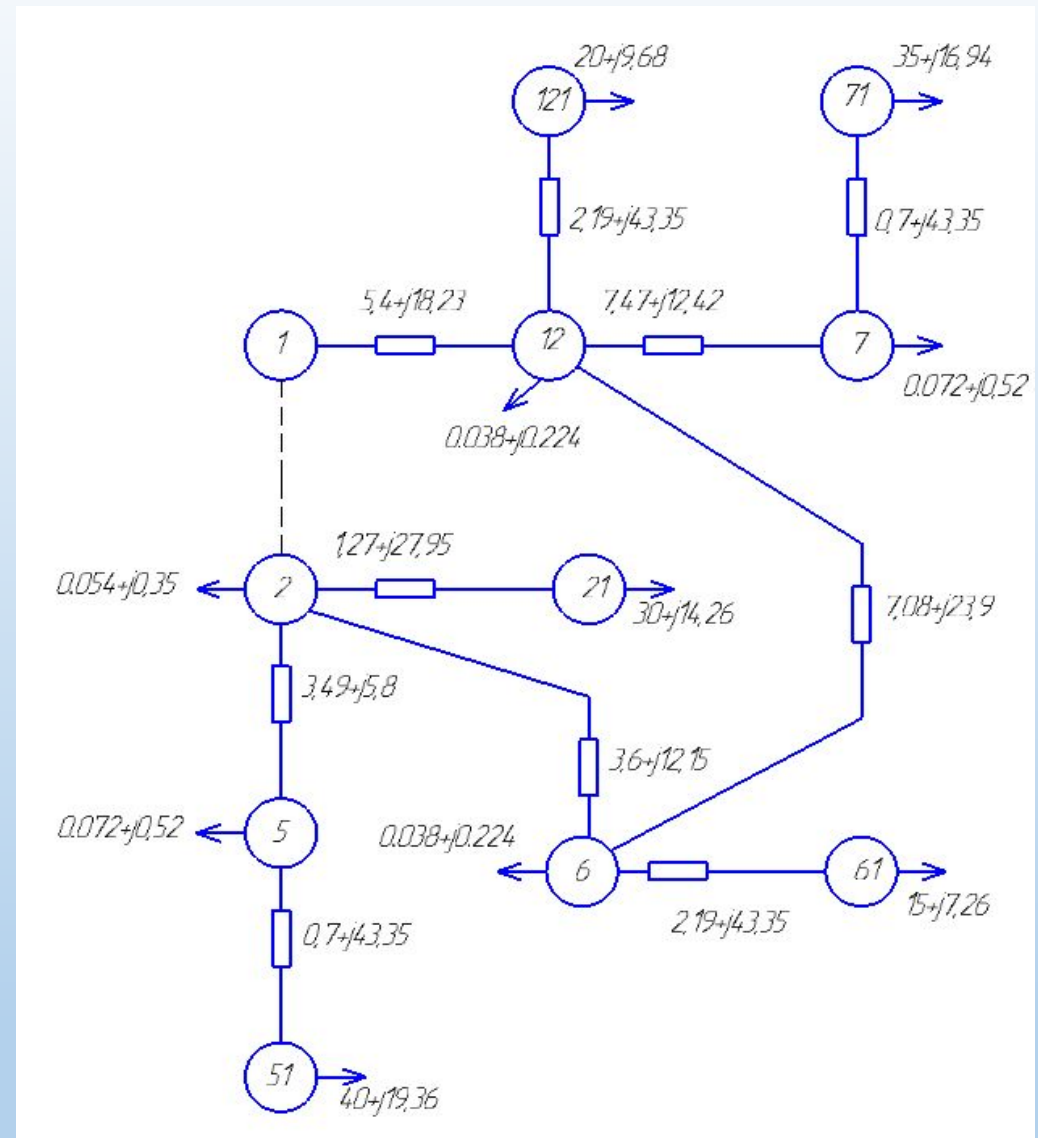 20+j9,68
35+j16,94
121
71
2,19+j43,35
0,7+j43,35
5,4+j18,23
7,47+j12,42
1
12
7
0.072+j0,52
0.038+j0.224
1,27+j27,95
0.054+j0,35
2
21
30+j14,26
7,08+j23,9
3,49+j5,8
3,6+j12,15
0.072+j0,52
5
0.038+j0.224
6
61
15+j7,26
2,19+j43,35
0,7+j43,35
51
40+j19,36